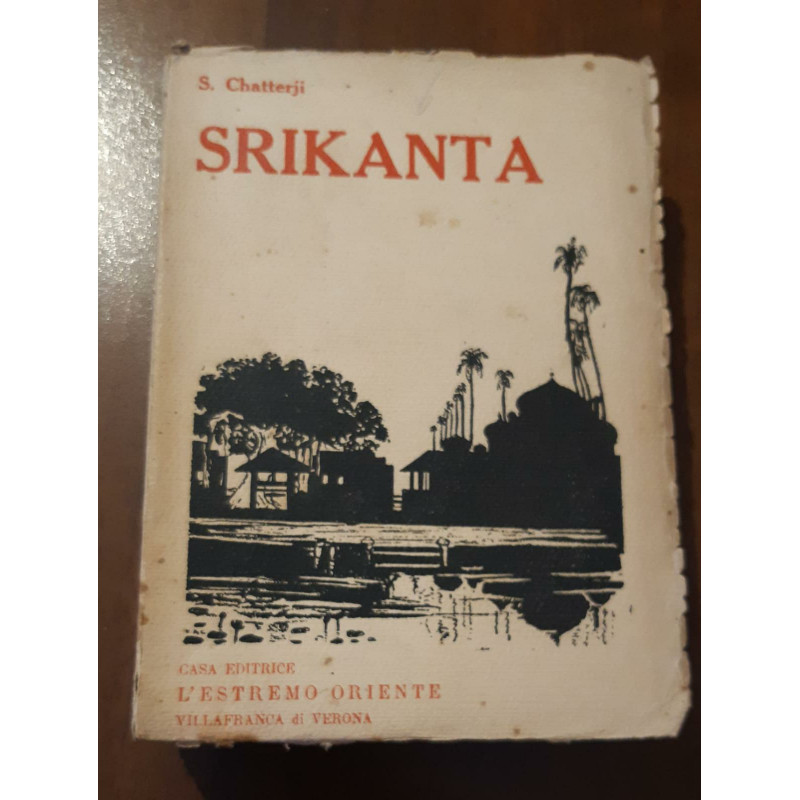 S. Chatterji
SRIKANTA
CASA EDITRICE
L'ESTREMO ORIENTE
VILLAFRANCA di VERONA